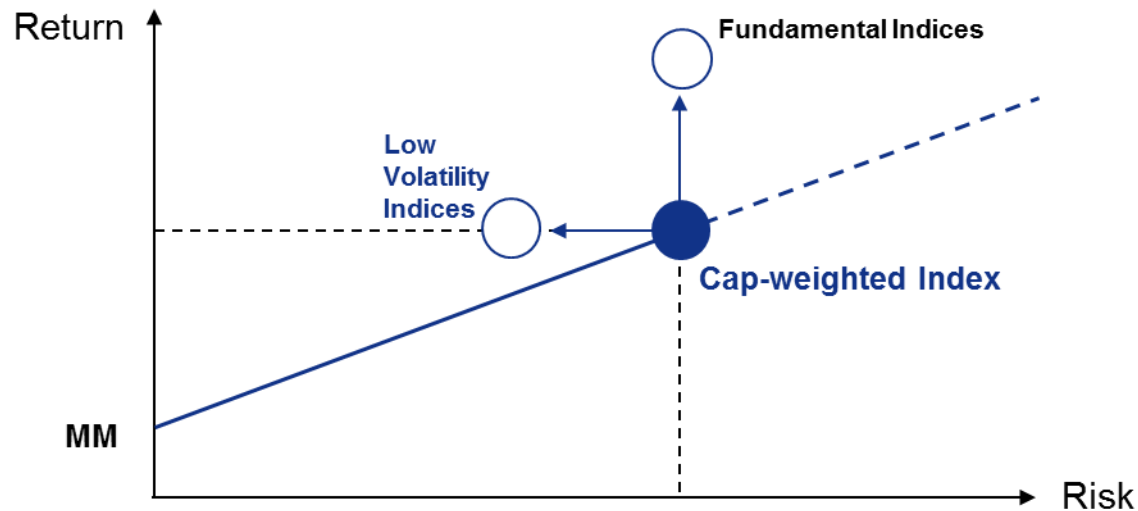 Return
Fundamental Indices
Low
Volatility
Indices
Cap-weighted Index
MM
Risk